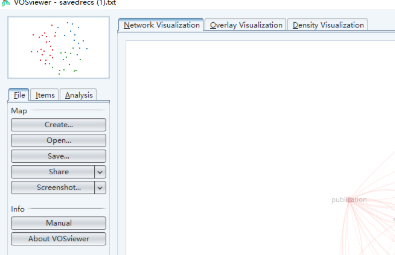 VOSviewer - savedrecs (1).txt
Network Visualization Overlay Visualization Density Visualization
File Items Analysis
Map
Create...
Open...
Save...
Share
Screenshot...
publication
Info
Manual
About VOSviewer